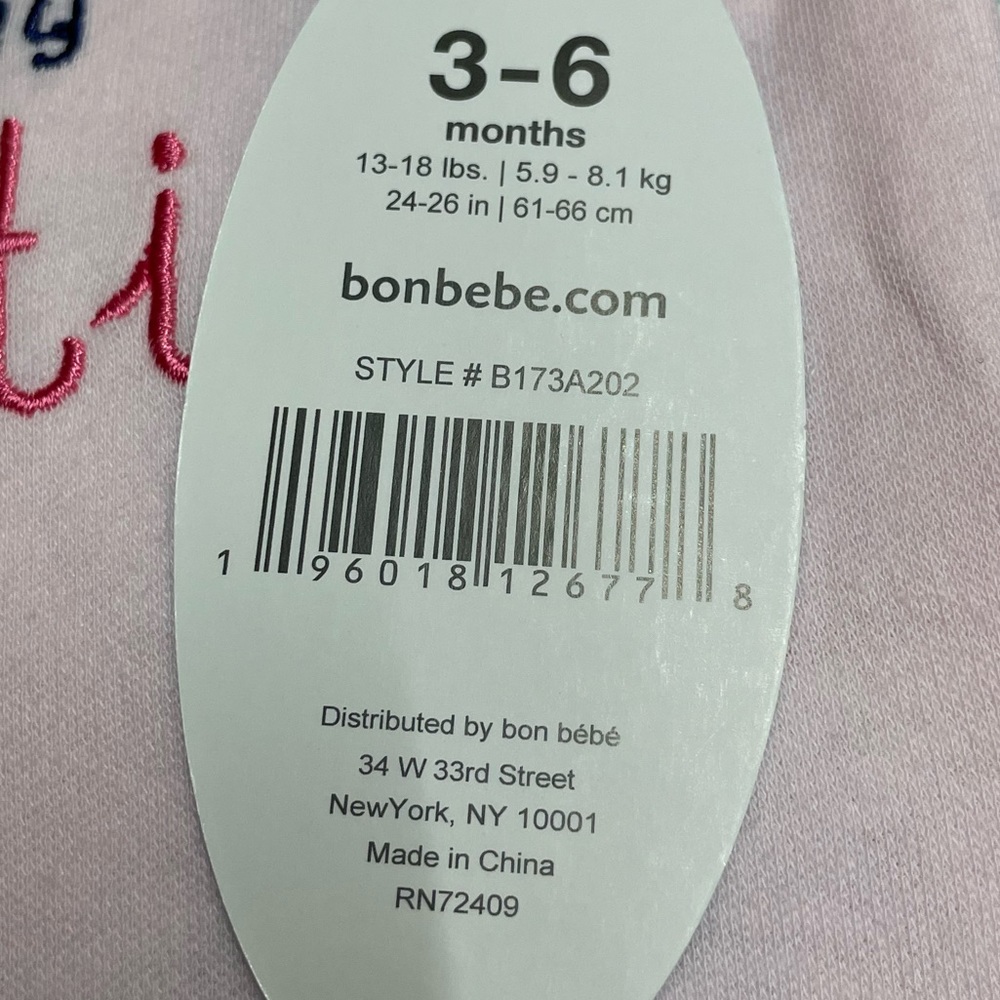 3-6
months
13-18 lbs. | 5.9 - 8.1 kg
24-26 in | 61-66 cm
bonbebe.com
STYLE # B173A202
1 96018 12677 8
Distributed by bon bébé
34 W 33rd Street
NewYork, NY 10001
Made in China
RN72409